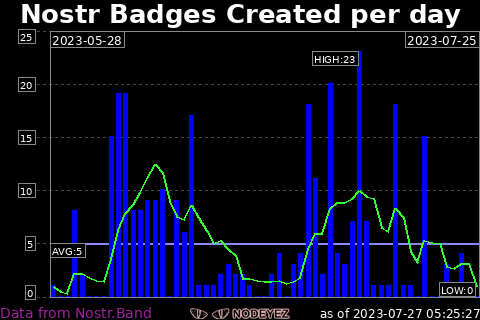 Nostr Badges Created per day
25
2023-05-28
2023-07-25
HIGH:23
20
15
10
5
AVG:5
LOW:0
0
Data from Nostr.Band
NODEYEZ
as of 2023-07-27 05:25:27